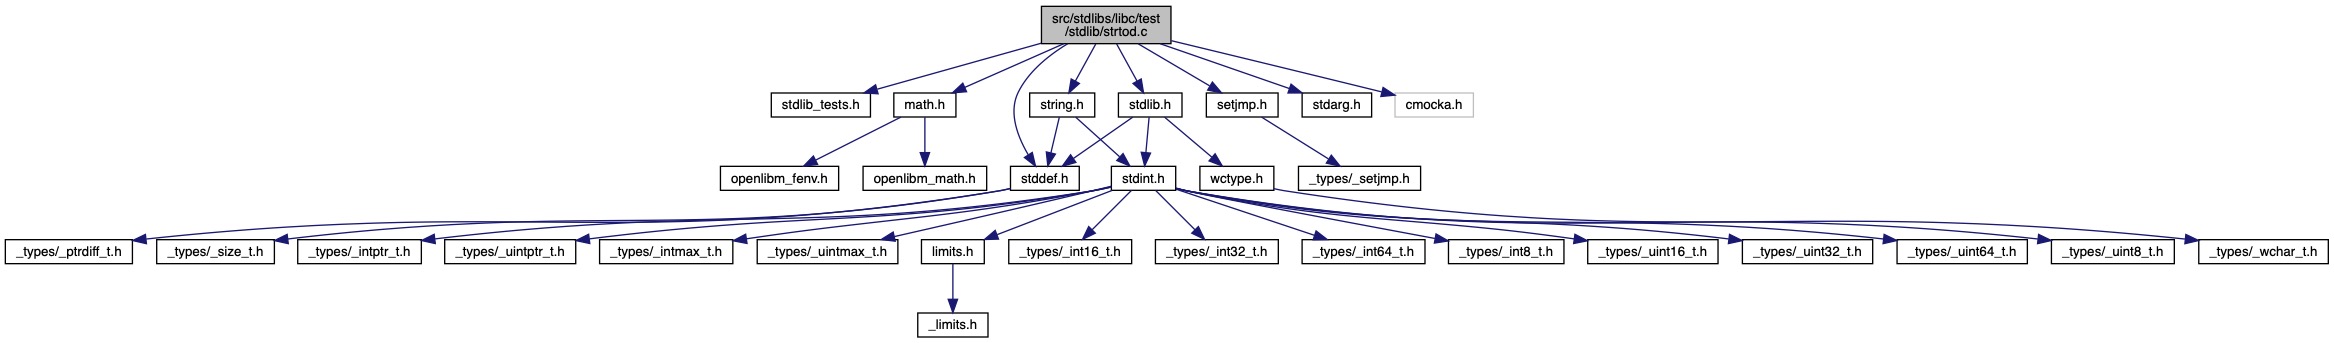 src/stdlibs/libc/test
/stdlib/strtod.c
stdlib_tests.h
math.h
string.h
stdlib.h
setjmp.h
stdarg.h
cmocka.h
openlibm_fenv.h
openlibm_math.h
stddef.h
stdint.h
wctype.h
_types/_setjmp.h
_types/_ptrdiff_t.h
_types/_size_t.h
_types/_intptr_t.h
_types/_uintptr_t.h
_types/_intmax_t.h
_types/_uintmax_t.h
limits.h
_types/_int16_t.h
_types/_int32_t.h
_types/_int64_t.h
_types/_int8_t.h
_types/_uint16_t.h
_types/_uint32_t.h
_types/_uint64_t.h
_types/_uint8_t.h
_types/_wchar_t.h
_limits.h